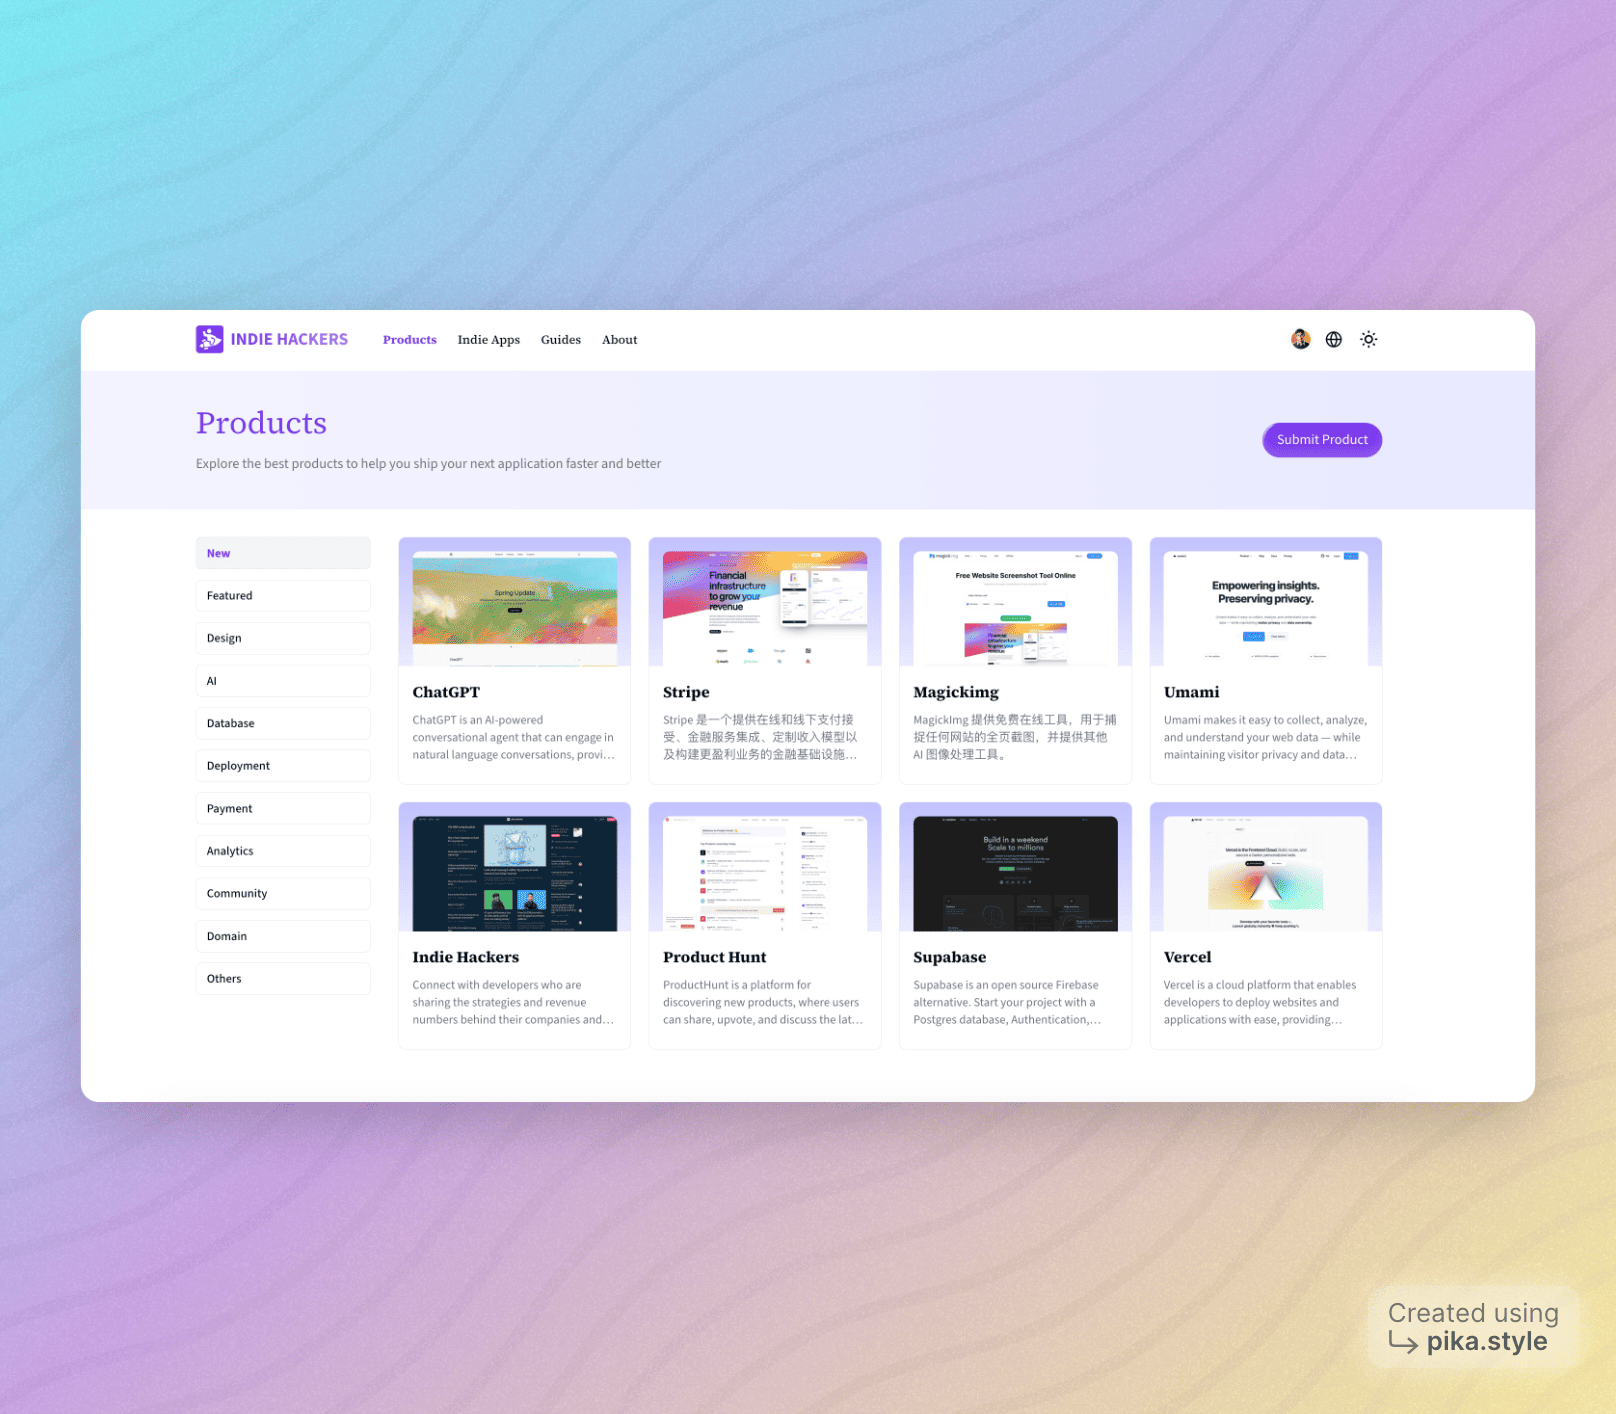 INDIE HACKERS
Products
Indie Apps
Guides
About
Products
Explore the best products to help you ship your next application faster and better
Submit Product
New
Featured
Design
AI
Database
Deployment
Payment
Analytics
Community
Domain
Others
Spring Update
ChatGPT
ChatGPT
ChatGPT is an AI-powered
conversational agent that can engage in
natural language conversations, provi...
Financial
infrastructure
to grow your
revenue
Stripe
Stripe 是一个提供在线和线下支付接
受、金融服务集成、定制收入模型以
及构建更盈利业务的金融基础设施...
magickimg
Free Website Screenshot Tool Online
Financial
infrastructure
to grow your
revenue
Magickimg
MagickImg 提供免费在线工具，用于捕
捉任何网站的全页截图，并提供其他
AI 图像处理工具。
Empowering insights.
Preserving privacy.
Umami
Umami makes it easy to collect, analyze,
and understand your web data — while
maintaining visitor privacy and data...
Indie Hackers
Connect with developers who are
sharing the strategies and revenue
numbers behind their companies and...
Product Hunt
ProductHunt is a platform for
discovering new products, where users
can share, upvote, and discuss the lat...
Build in a weekend
Scale to millions
Supabase
Supabase is an open source Firebase
alternative. Start your project with a
Postgres database, Authentication,...
Vercel
Vercel is a cloud platform that enables
developers to deploy websites and
applications with ease, providing...
Created using
pika.style